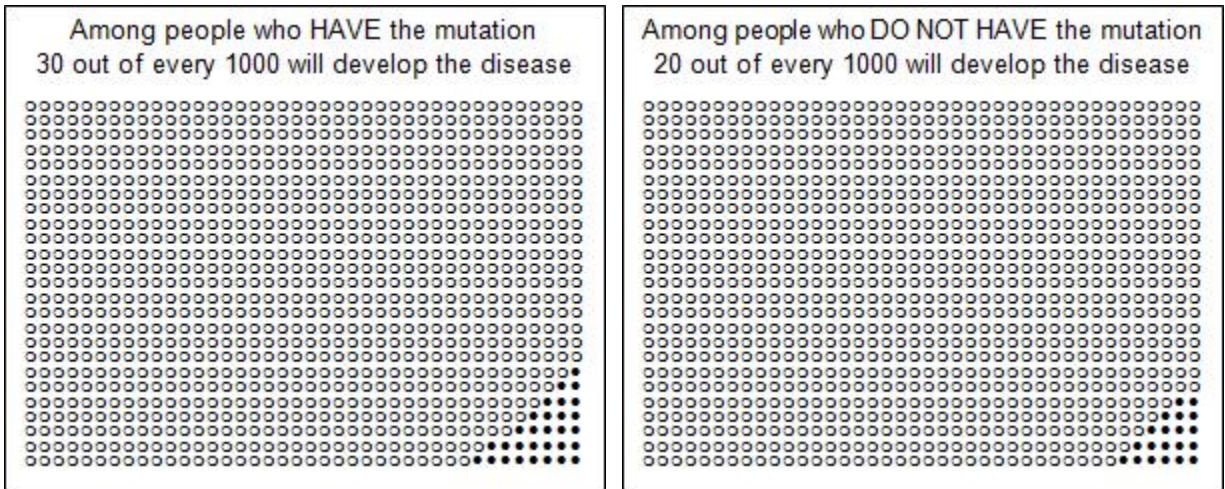 Among people who HAVE the mutation
30 out of every 1000 will develop the disease
Among people who DO NOT HAVE the mutation
20 out of every 1000 will develop the disease